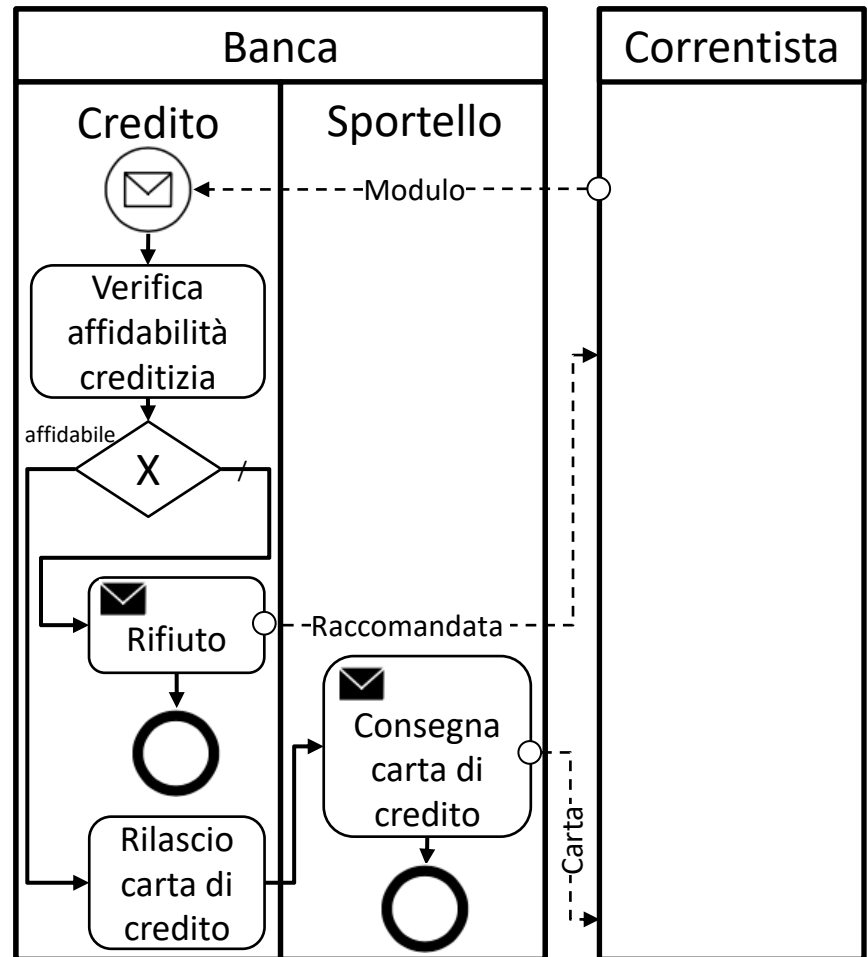 Banca
Correntista
Credito
Sportello
Modulo
Verifica
affidabilità
creditizia
affidabile
X
Rifiuto
Raccomandata
Consegna
carta di
credito
Carta
Rilascio
carta di
credito